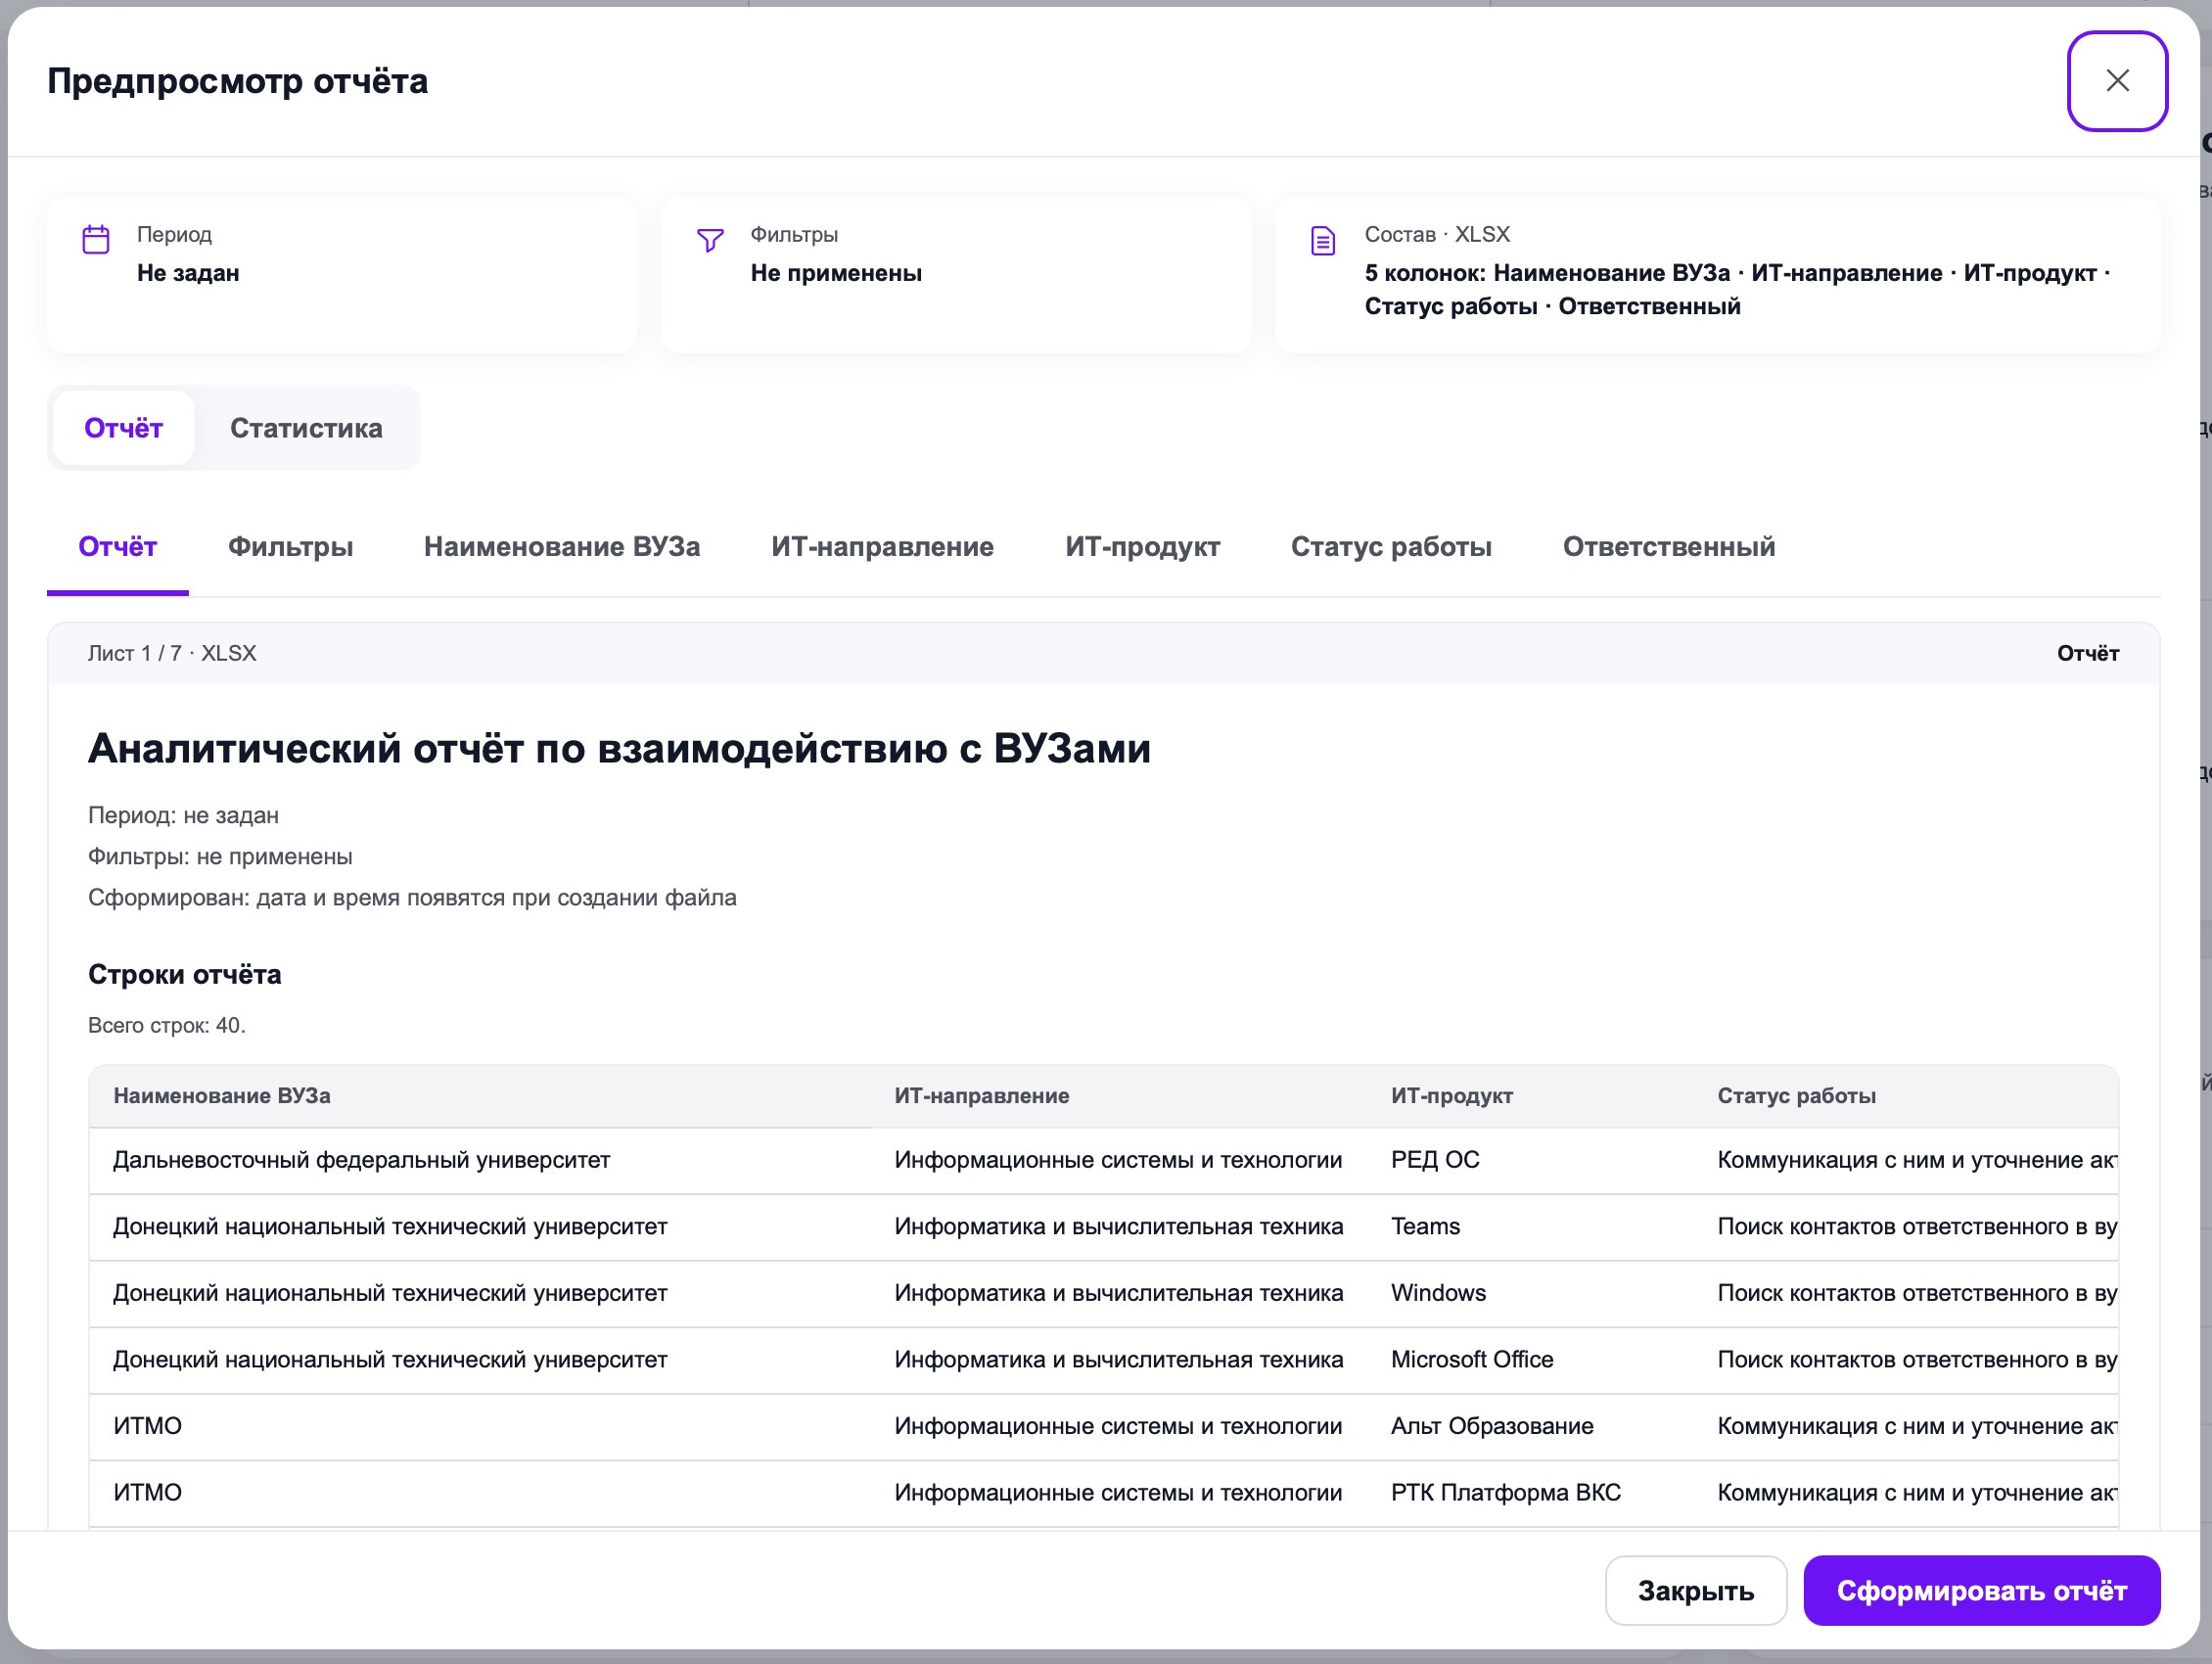 Предпросмотр отчёта
Период
Не задан
Фильтры
Не применены
Состав · XLSX
5 колонок: Наименование ВУЗа · ИТ-направление · ИТ-продукт ·
Статус работы · Ответственный
Отчёт Статистика
Отчёт Фильтры Наименование ВУЗа ИТ-направление ИТ-продукт Статус работы Ответственный
Лист 1 / 7 · XLSX Отчёт
Аналитический отчёт по взаимодействию с ВУЗами
Период: не задан
Фильтры: не применены
Сформирован: дата и время появятся при создании файла
Строки отчёта
Всего строк: 40.
Наименование ВУЗа ИТ-направление ИТ-продукт Статус работы
Дальневосточный федеральный университет Информационные системы и технологии РЕД ОС Коммуникация с ним и уточнение
Донецкий национальный технический университет Информатика и вычислительная техника Teams Поиск контактов ответственного в
Донецкий национальный технический университет Информатика и вычислительная техника Windows Поиск контактов ответственного в
Донецкий национальный технический университет Информатика и вычислительная техника Microsoft Office Поиск контактов ответственного в
ИТМО Информационные системы и технологии Альт Образование Коммуникация с ним и уточнение
ИТМО Информационные системы и технологии РТК Платформа ВКС Коммуникация с ним и уточнение
Закрыть Сформировать отчёт